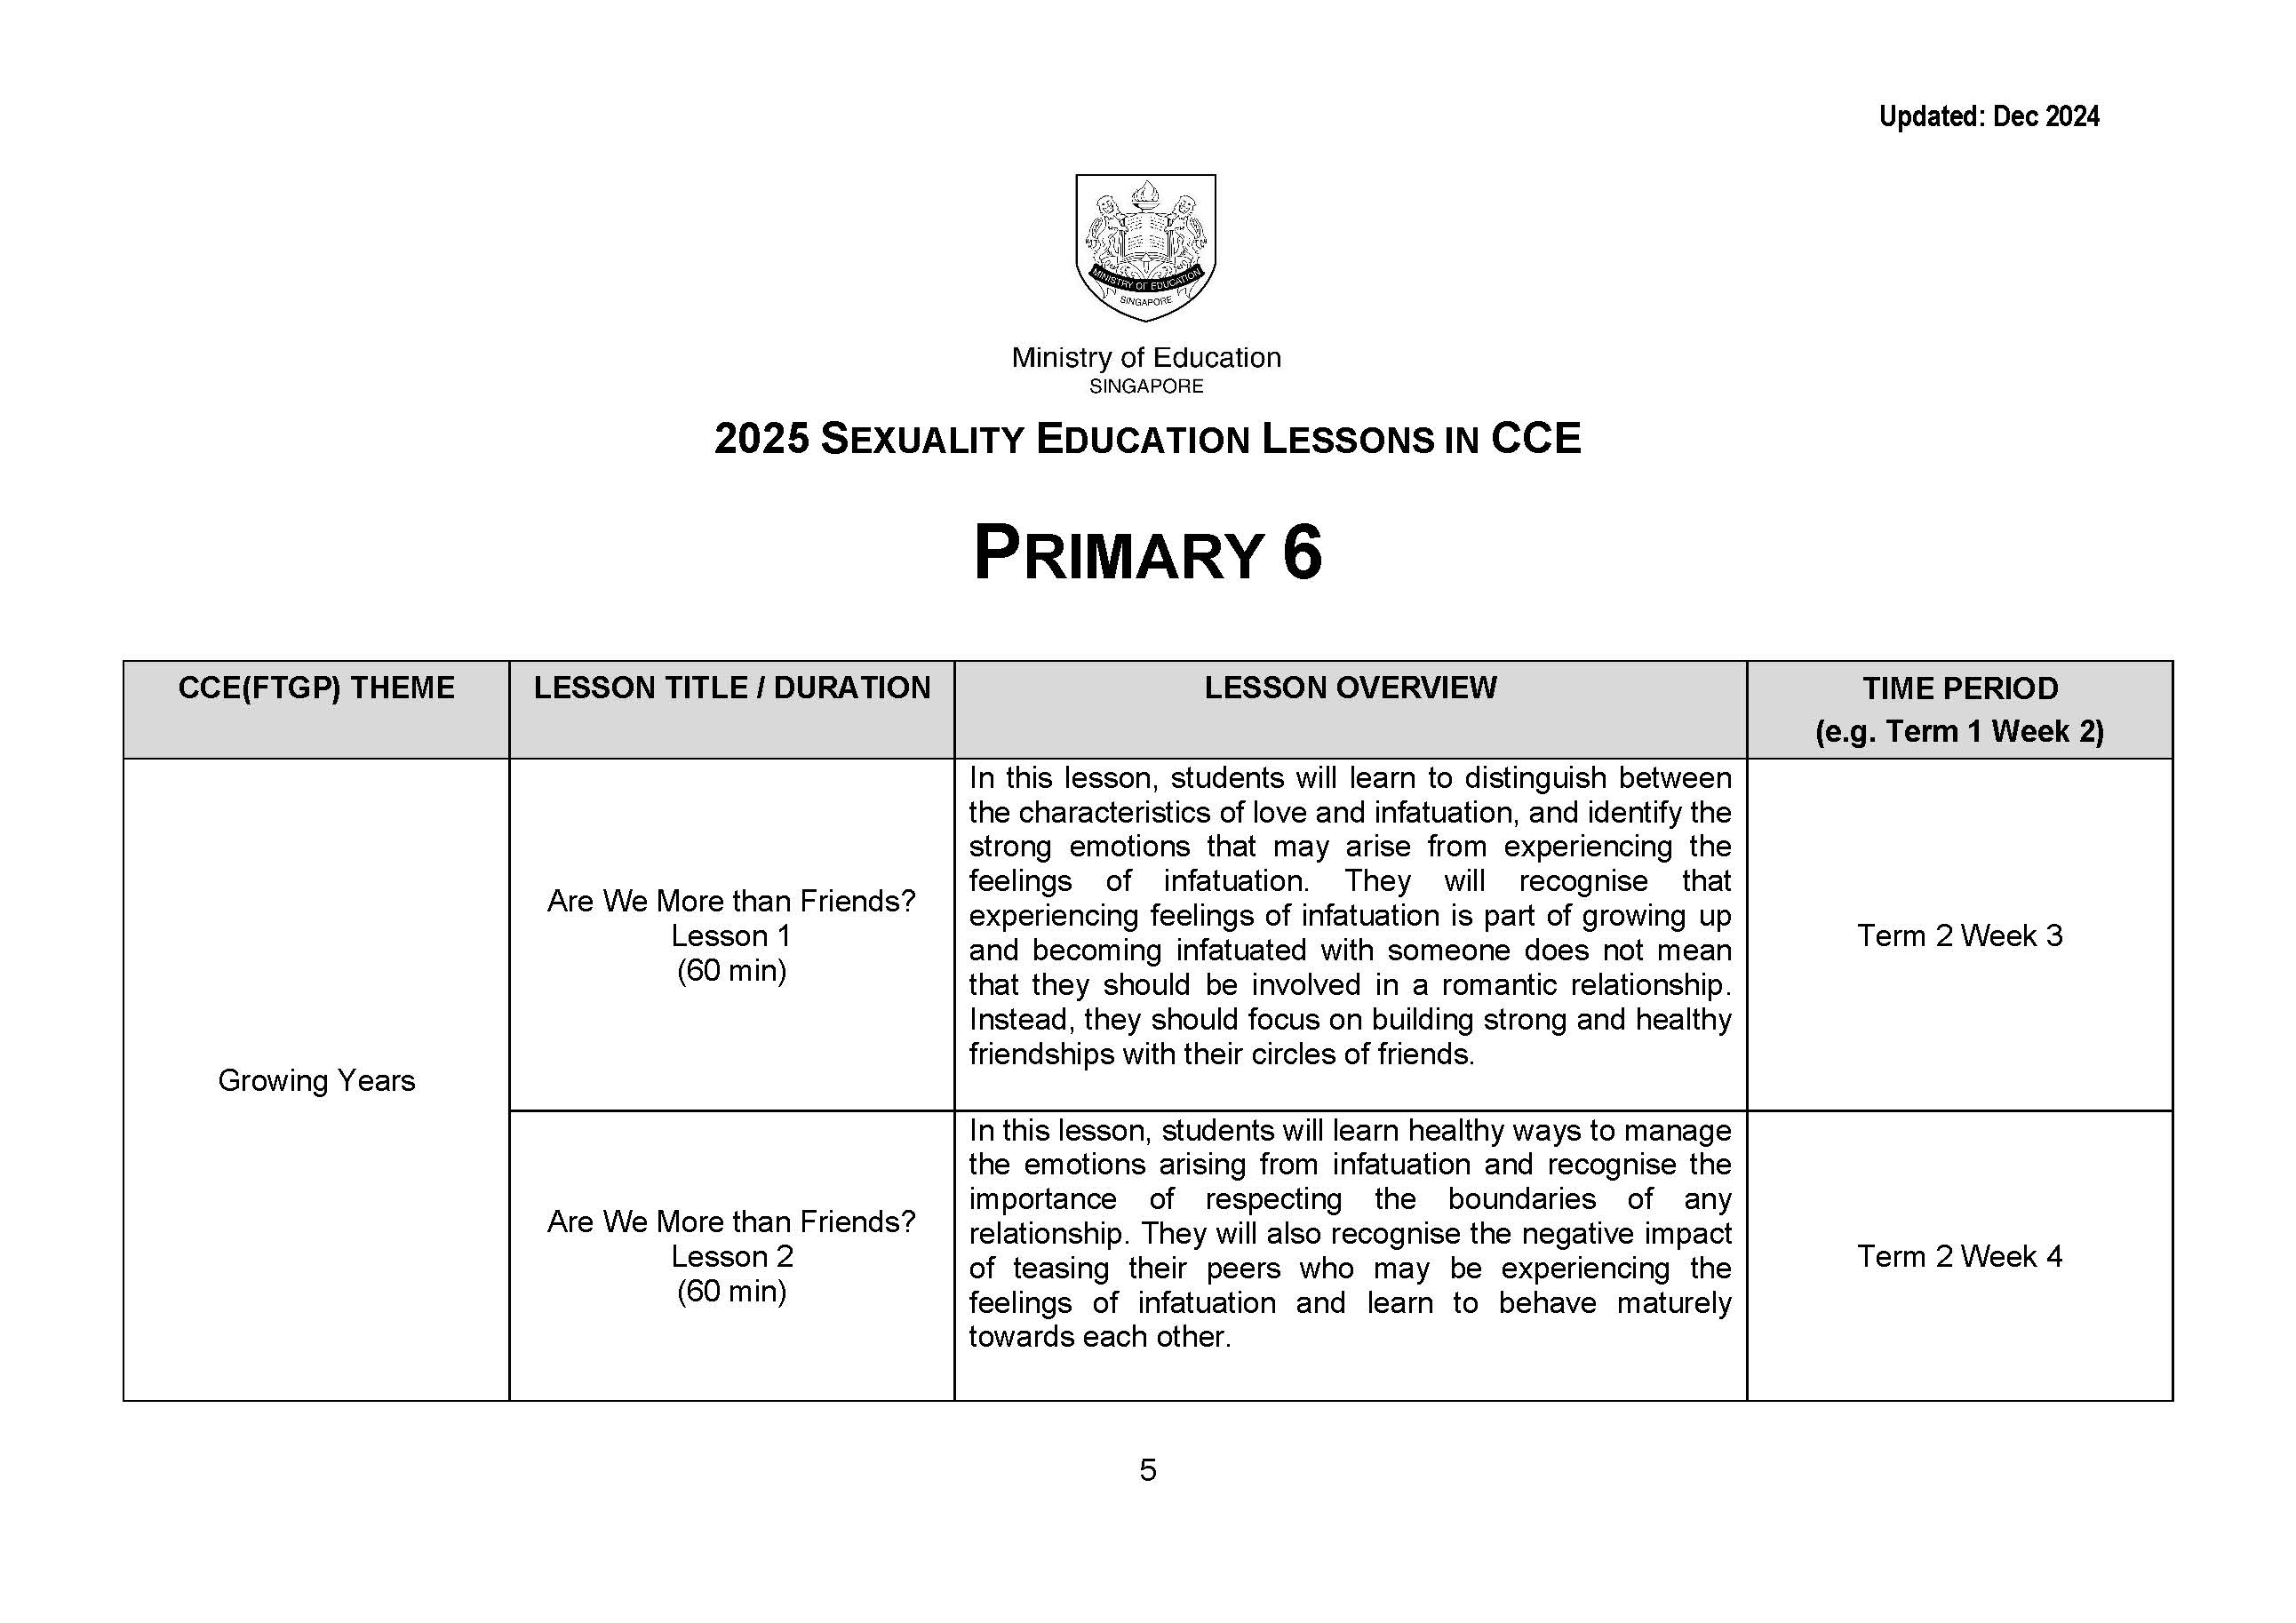 Updated: Dec 2024
MINISTRY OF EDUCATION
SINGAPORE
Ministry of Education
SINGAPORE
2025 SEXUALITY EDUCATION LESSONS IN CCE
PRIMARY 6
CCE(FTGP) THEME
LESSON TITLE / DURATION
LESSON OVERVIEW
TIME PERIOD
(e.g. Term 1 Week 2)
Growing Years
Are We More than Friends?
Lesson 1
(60 min)
In this lesson, students will learn to distinguish between
the characteristics of love and infatuation, and identify the
strong emotions that may arise from experiencing the
feelings of infatuation. They will recognise that
experiencing feelings of infatuation is part of growing up
and becoming infatuated with someone does not mean
that they should be involved in a romantic relationship.
Instead, they should focus on building strong and healthy
friendships with their circles of friends.
Term 2 Week 3
Are We More than Friends?
Lesson 2
(60 min)
In this lesson, students will learn healthy ways to manage
the emotions arising from infatuation and recognise the
importance of respecting the boundaries of any
relationship. They will also recognise the negative impact
of teasing their peers who may be experiencing the
feelings of infatuation and learn to behave maturely
towards each other.
Term 2 Week 4
5